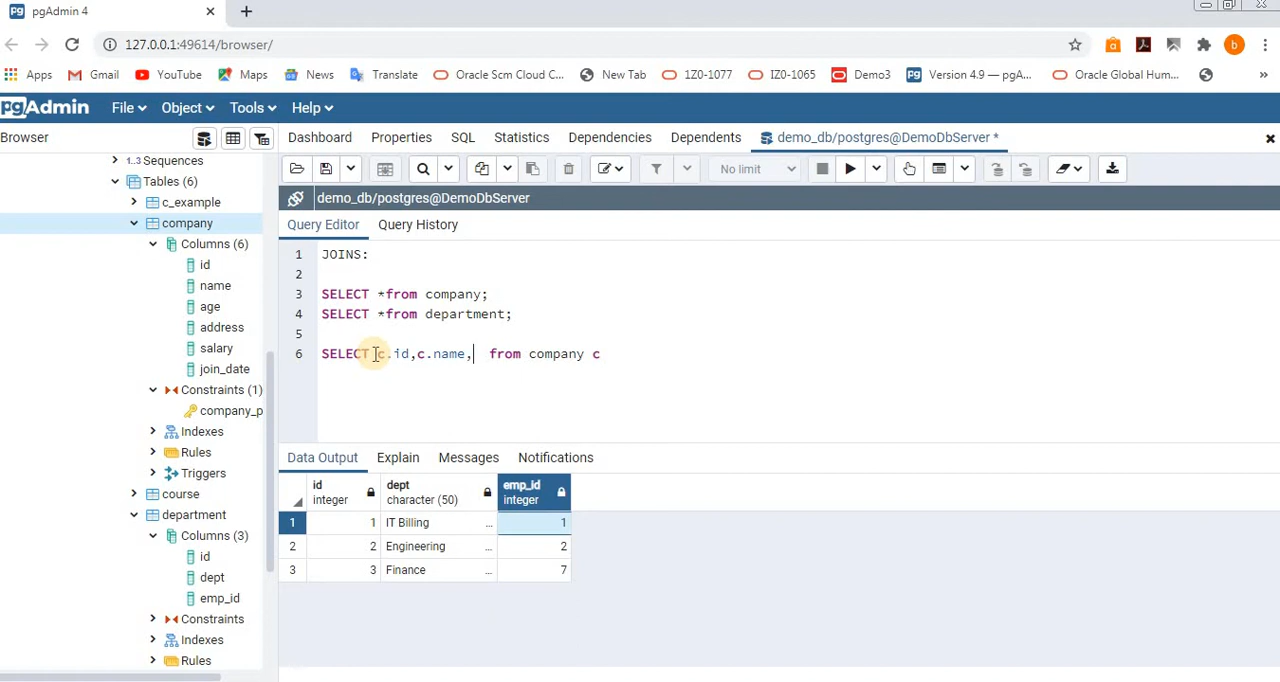 pgAdmin 4
127.0.0.1:49614/browser/
Apps Gmail YouTube Maps News Translate Oracle Scm Cloud C... New Tab 1Z0-1077 IZ0-1065 Demo3 Version 4.9 — pgA... Oracle Global Hum... »
pgAdmin File Object Tools Help
Browser Dashboard Properties SQL Statistics Dependencies Dependents demo_db/postgres@DemoDbServer *
No limit
demo_db/postgres@DemoDbServer
Query Editor Query History
1.3 Sequences
Tables (6)
c_example
company
Columns (6)
id
name
age
address
salary
join_date
Constraints (1)
company_p
Indexes
Rules
Triggers
course
department
Columns (3)
id
dept
emp_id
Constraints
Indexes
Rules
1 JOINS:
2
3 SELECT *from company;
4 SELECT *from department;
5
6 SELECT c.id,c.name, from company c
Data Output Explain Messages Notifications
id dept emp_id
integer character (50) integer
1 1 IT Billing ... 1
2 2 Engineering ... 2
3 3 Finance ... 7